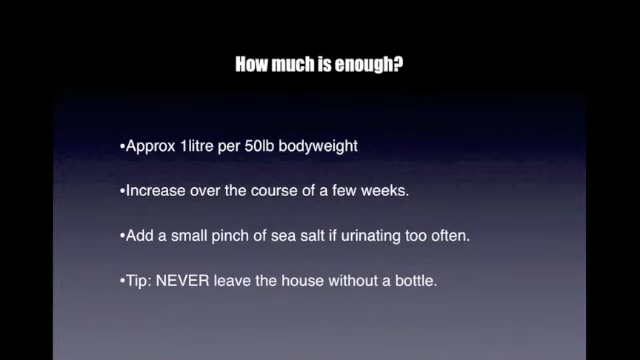 How much is enough?
•Approx 1litre per 50lb bodyweight
•Increase over the course of a few weeks.
•Add a small pinch of sea salt if urinating too often.
•Tip: NEVER leave the house without a bottle.